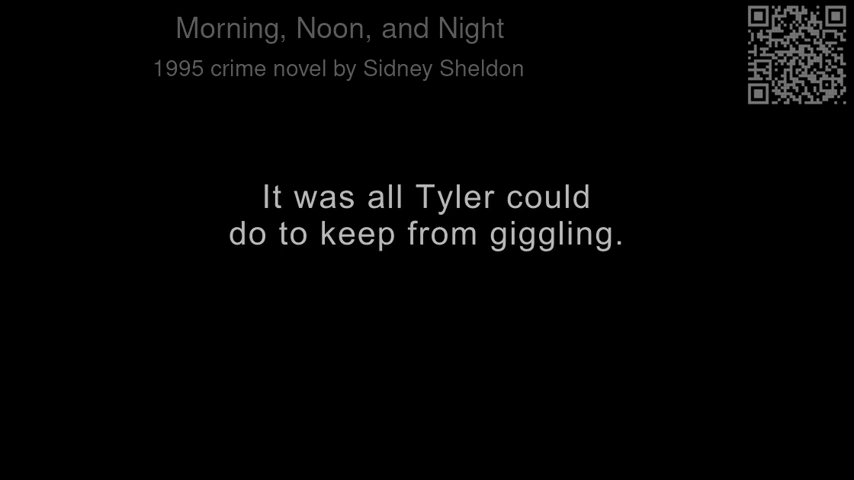 Morning, Noon, and Night
1995 crime novel by Sidney Sheldon
It was all Tyler could
do to keep from giggling.